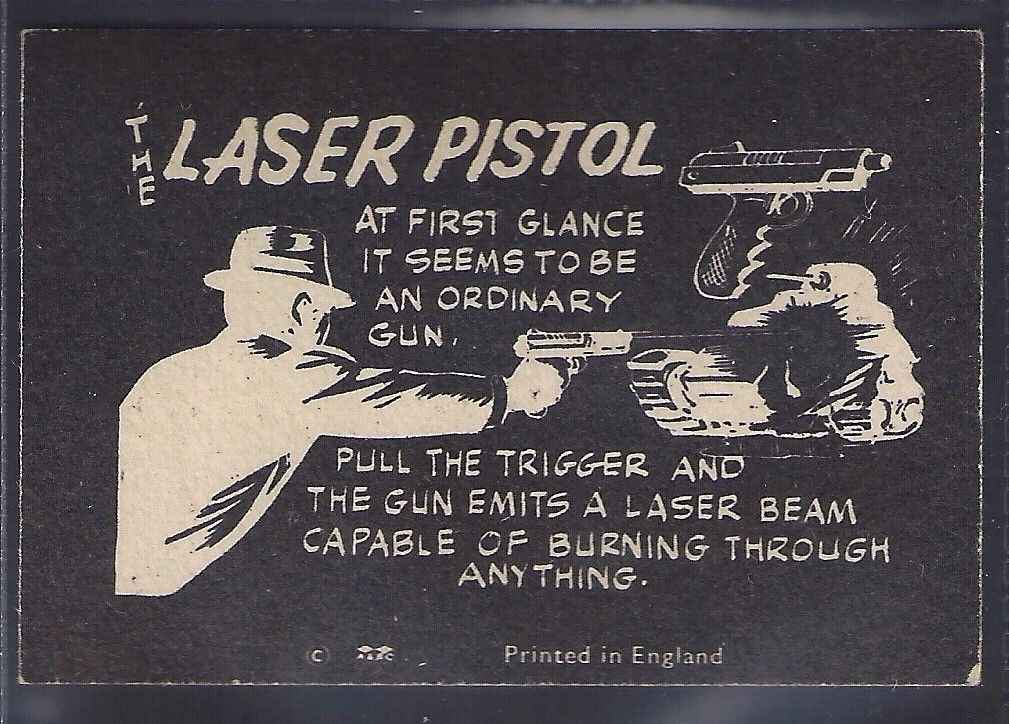 THE LASER PISTOL
AT FIRST GLANCE
IT SEEMS TO BE
AN ORDINARY
GUN.
PULL THE TRIGGER AND
THE GUN EMITS A LASER BEAM
CAPABLE OF BURNING THROUGH
ANYTHING.
© Printed in England